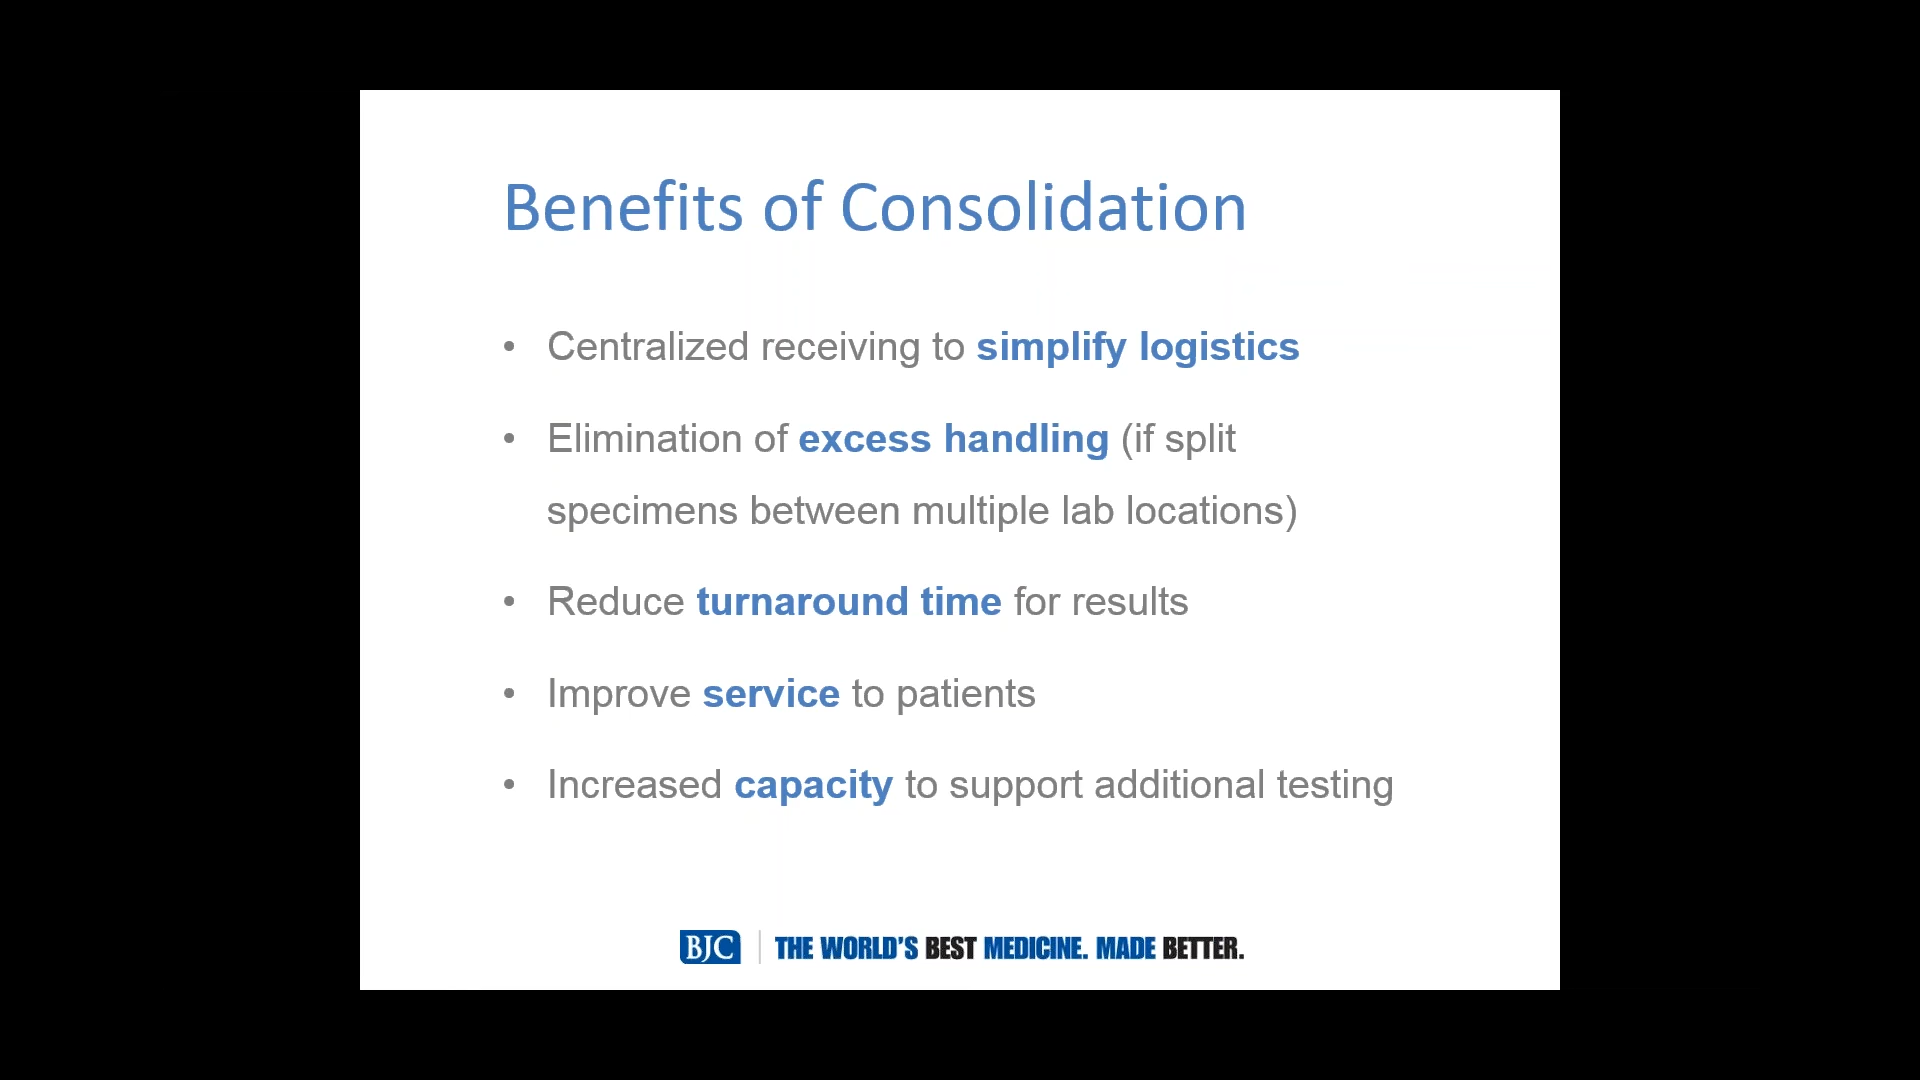 Benefits of Consolidation
• Centralized receiving to simplify logistics
• Elimination of excess handling (if split
specimens between multiple lab locations)
• Reduce turnaround time for results
• Improve service to patients
• Increased capacity to support additional testing
BJC | THE WORLD'S BEST MEDICINE. MADE BETTER.